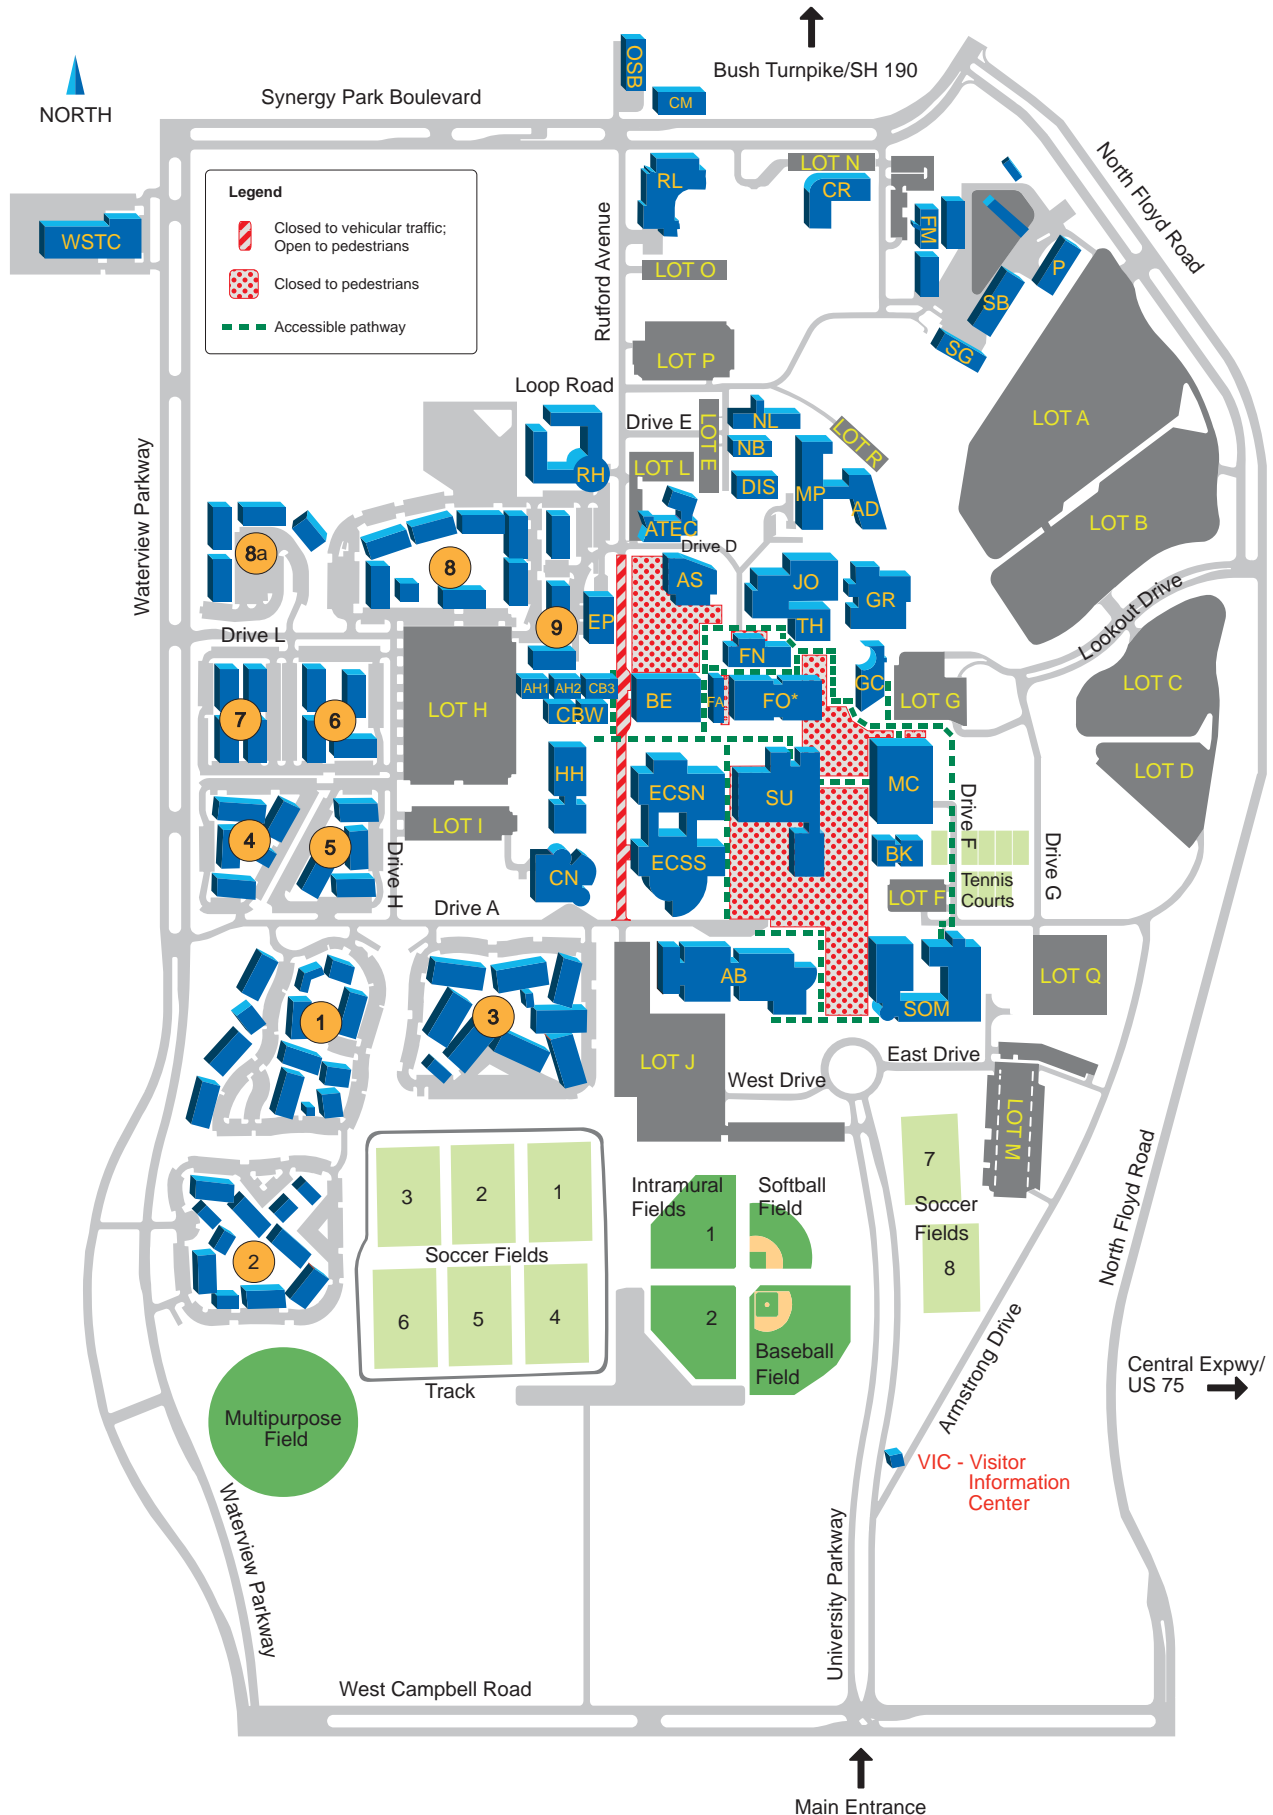 Bush Turnpike/SH 190
NORTH
Synergy Park Boulevard
OSB
CM
North Floyd Road
WSTC
Legend
Closed to vehicular traffic;
Open to pedestrians
Closed to pedestrians
Accessible pathway
Rutford Avenue
RL
LOT N
CR
FM
P
SB
SG
LOT O
LOT P
LOT A
LOT B
Waterview Parkway
Loop Road
Drive E
LOT E
NL
NB
LOT R
RH
LOT L
DIS
MP
AD
ATEC
Drive D
8a
8
9
EP
AS
JO
GR
TH
Lookout Drive
Drive L
FN
GC
AH1
AH2
CB3
CBW
BE
FA
FO*
LOT G
LOT C
7
6
LOT H
LOT D
HH
ECSN
SU
MC
Drive F
Drive G
4
5
LOT I
Drive H
CN
ECSS
BK
Tennis
Courts
LOT F
Drive A
AB
SOM
LOT Q
1
3
LOT J
West Drive
East Drive
LOT M
3
2
1
Soccer Fields
6
5
4
Track
Intramural
Fields
1
2
Softball
Field
Baseball
Field
7
Soccer
Fields
8
North Floyd Road
2
Multipurpose
Field
Armstrong Drive
Central Expwy/
US 75
VIC - Visitor
Information
Center
Waterview Parkway
University Parkway
West Campbell Road
Main Entrance